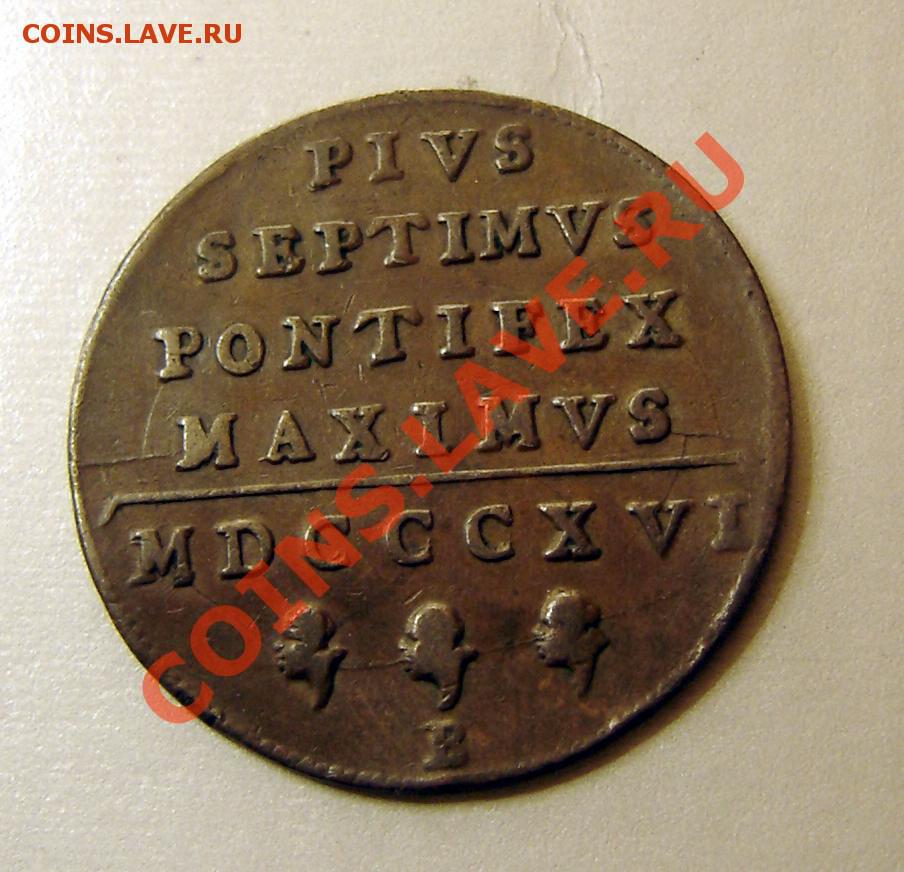 COINS.LAVE.RU
PIVS
SEPTIMVS
PONTIFEX
MAXIMVS
MDCCCXVI
B
COINS.LAVE.RU